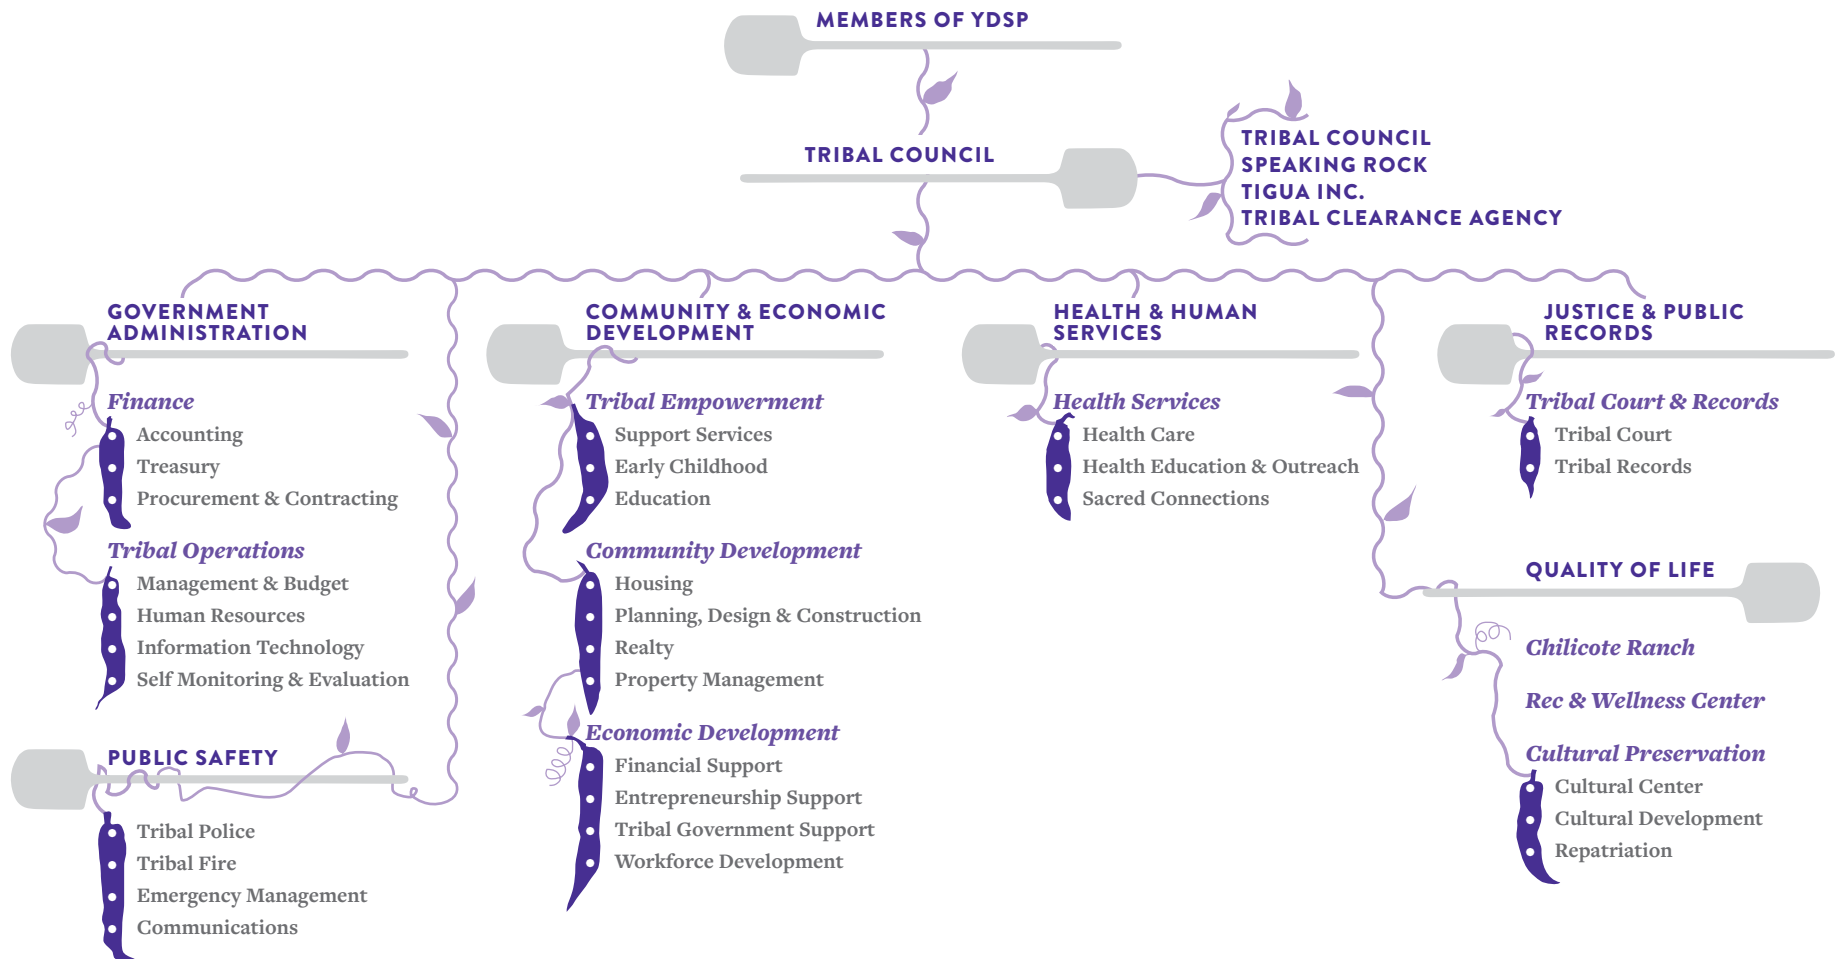 MEMBERS OF YDSP
TRIBAL COUNCIL
TRIBAL COUNCIL
SPEAKING ROCK
TIGUA INC.
TRIBAL CLEARANCE AGENCY
GOVERNMENT
ADMINISTRATION
Finance
Accounting
Treasury
Procurement & Contracting
Tribal Operations
Management & Budget
Human Resources
Information Technology
Self Monitoring & Evaluation
PUBLIC SAFETY
Tribal Police
Tribal Fire
Emergency Management
Communications
COMMUNITY & ECONOMIC
DEVELOPMENT
Tribal Empowerment
Support Services
Early Childhood
Education
Community Development
Housing
Planning, Design & Construction
Realty
Property Management
Economic Development
Financial Support
Entrepreneurship Support
Tribal Government Support
Workforce Development
HEALTH & HUMAN
SERVICES
Health Services
Health Care
Health Education & Outreach
Sacred Connections
JUSTICE & PUBLIC
RECORDS
Tribal Court & Records
Tribal Court
Tribal Records
QUALITY OF LIFE
Chilicote Ranch
Rec & Wellness Center
Cultural Preservation
Cultural Center
Cultural Development
Repatriation